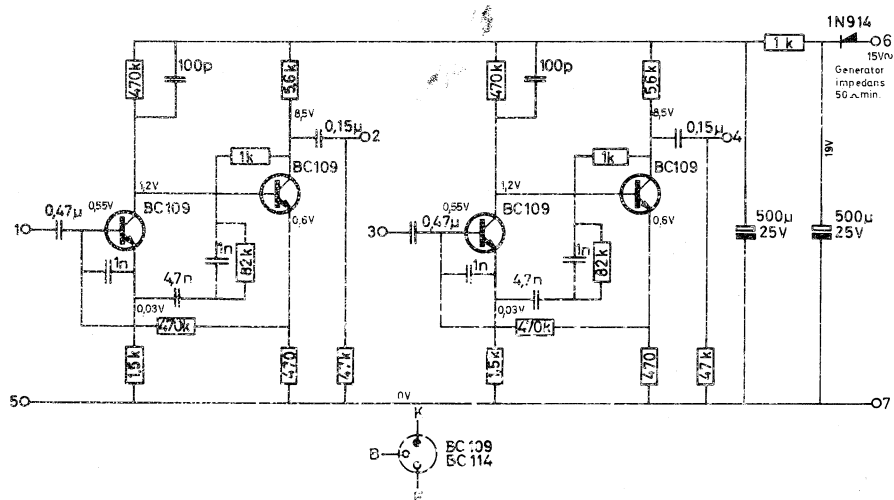 1N914
1k
6
15V~
Generator
impedans
50 Ω min.
470k
100p
5,6k
8,5V
0,15µ
2
1k
BC109
1,2V
0,55V
BC109
0,6V
0,47µ
1
1n
1n
82k
4,7n
0,03V
470k
1,5k
470
47k
470k
100p
5,6k
8,5V
0,15µ
4
1k
BC109
1,2V
0,55V
BC109
0,6V
0,47µ
3
1n
1n
82k
4,7n
0,03V
470k
1,5k
470
47k
19V
500µ
25V
500µ
25V
5
0V
7
K
B
BC109
BC114